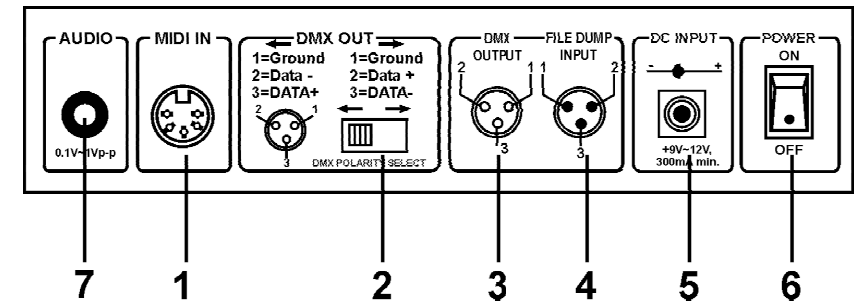 AUDIO
0.1V~1Vp-p
MIDI IN
DMX OUT
1=Ground 1=Ground
2=Data - 2=Data +
3=DATA+ 3=DATA-
2 1
3
DMX POLARITY SELECT
DMX
OUTPUT
2 1
3
FILE DUMP
INPUT
1 2
3
DC INPUT
- +
+9V~12V,
300mA min.
POWER
ON
OFF
7 1 2 3 4 5 6